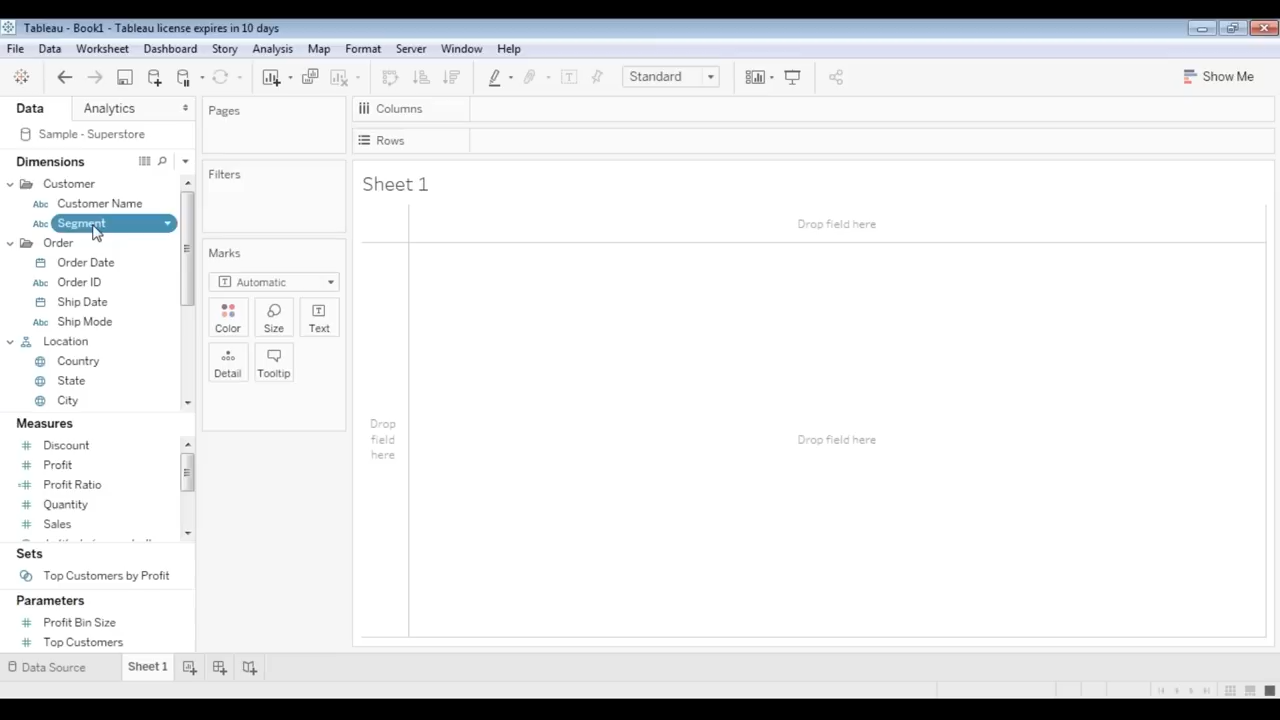 Tableau - Book1 - Tableau license expires in 10 days
File Data Worksheet Dashboard Story Analysis Map Format Server Window Help
Standard
Show Me
Data Analytics
Sample - Superstore
Dimensions
Customer
Abc Customer Name
Abc Segment
Order
Order Date
Abc Order ID
Ship Date
Abc Ship Mode
Location
Country
State
City
Measures
Discount
# Profit
=# Profit Ratio
# Quantity
# Sales
Sets
Top Customers by Profit
Parameters
# Profit Bin Size
# Top Customers
Pages
Filters
Marks
T Automatic
Color Size Text
Detail Tooltip
Columns
Rows
Sheet 1
Drop field here
Drop
field
here
Drop field here
Data Source Sheet 1